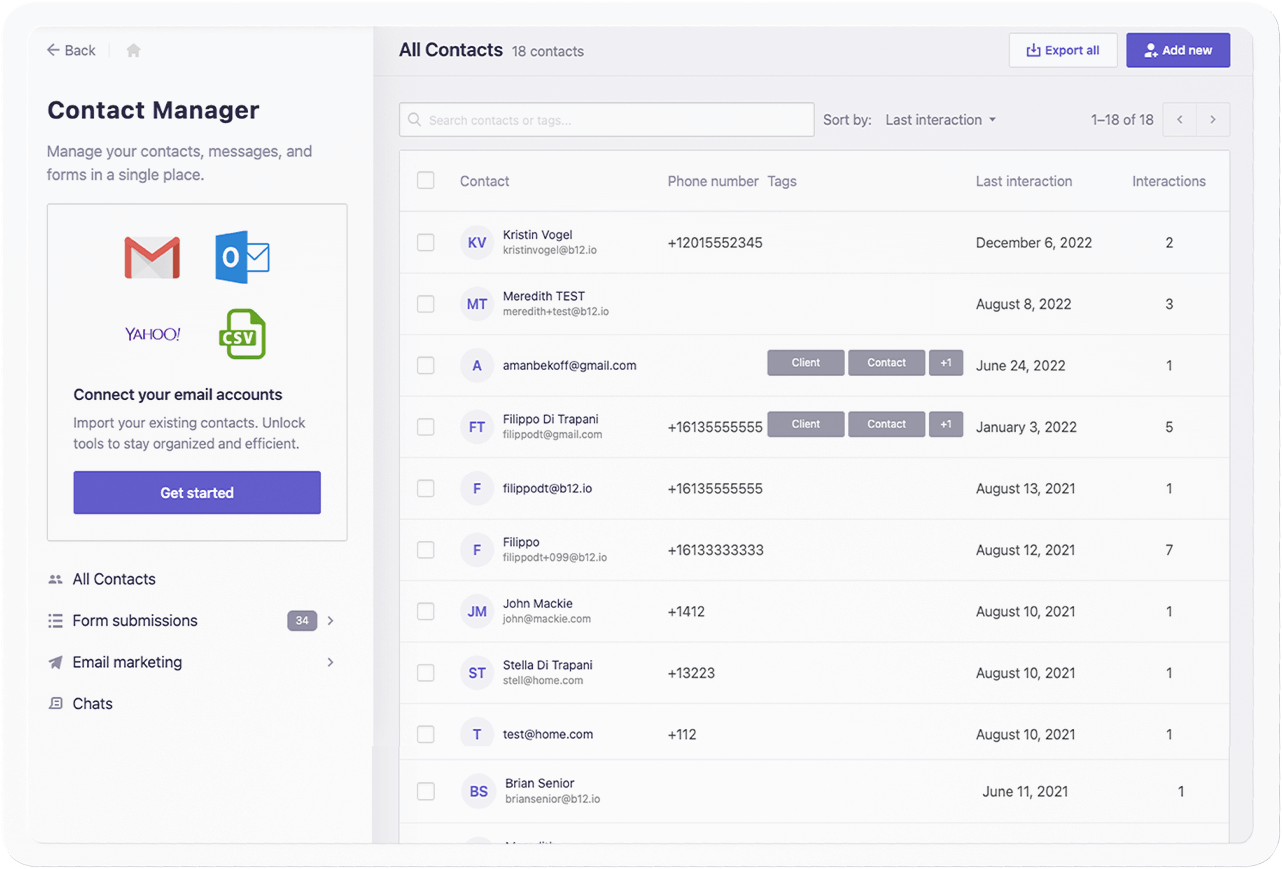 Back
Contact Manager
Manage your contacts, messages, and
forms in a single place.
O
YAHOO!
CSV
Connect your email accounts
Import your existing contacts. Unlock
tools to stay organized and efficient.
Get started
All Contacts
Form submissions 34
Email marketing
Chats
All Contacts 18 contacts
Export all Add new
Search contacts or tags... Sort by: Last interaction 1–18 of 18
Contact Phone number Tags Last interaction Interactions
KV Kristin Vogel +12015552345 December 6, 2022 2
kristinvogel@b12.io
MT Meredith TEST August 8, 2022 3
meredith+test@b12.io
A amanbekoff@gmail.com Client Contact +1 June 24, 2022 1
FT Filippo Di Trapani +16135555555 Client Contact +1 January 3, 2022 5
filippodt@gmail.com
F filippodt@b12.io +16135555555 August 13, 2021 1
F Filippo +16133333333 August 12, 2021 7
filippodt+099@b12.io
JM John Mackie +1412 August 10, 2021 1
john@mackie.com
ST Stella Di Trapani +13223 August 10, 2021 1
stell@home.com
T test@home.com +112 August 10, 2021 1
BS Brian Senior June 11, 2021 1
briansenior@b12.io